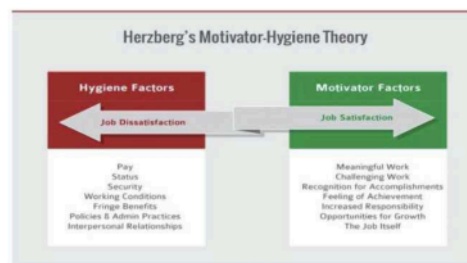 Herzberg's Motivator-Hygiene Theory
Hygiene Factors
Job Dissatisfaction
Pay
Status
Security
Working Conditions
Fringe Benefits
Policies & Admin Practices
Interpersonal Relationships
Motivator Factors
Job Satisfaction
Meaningful Work
Challenging Work
Recognition for Accomplishments
Feeling of Achievement
Increased Responsibility
Opportunities for Growth
The Job Itself